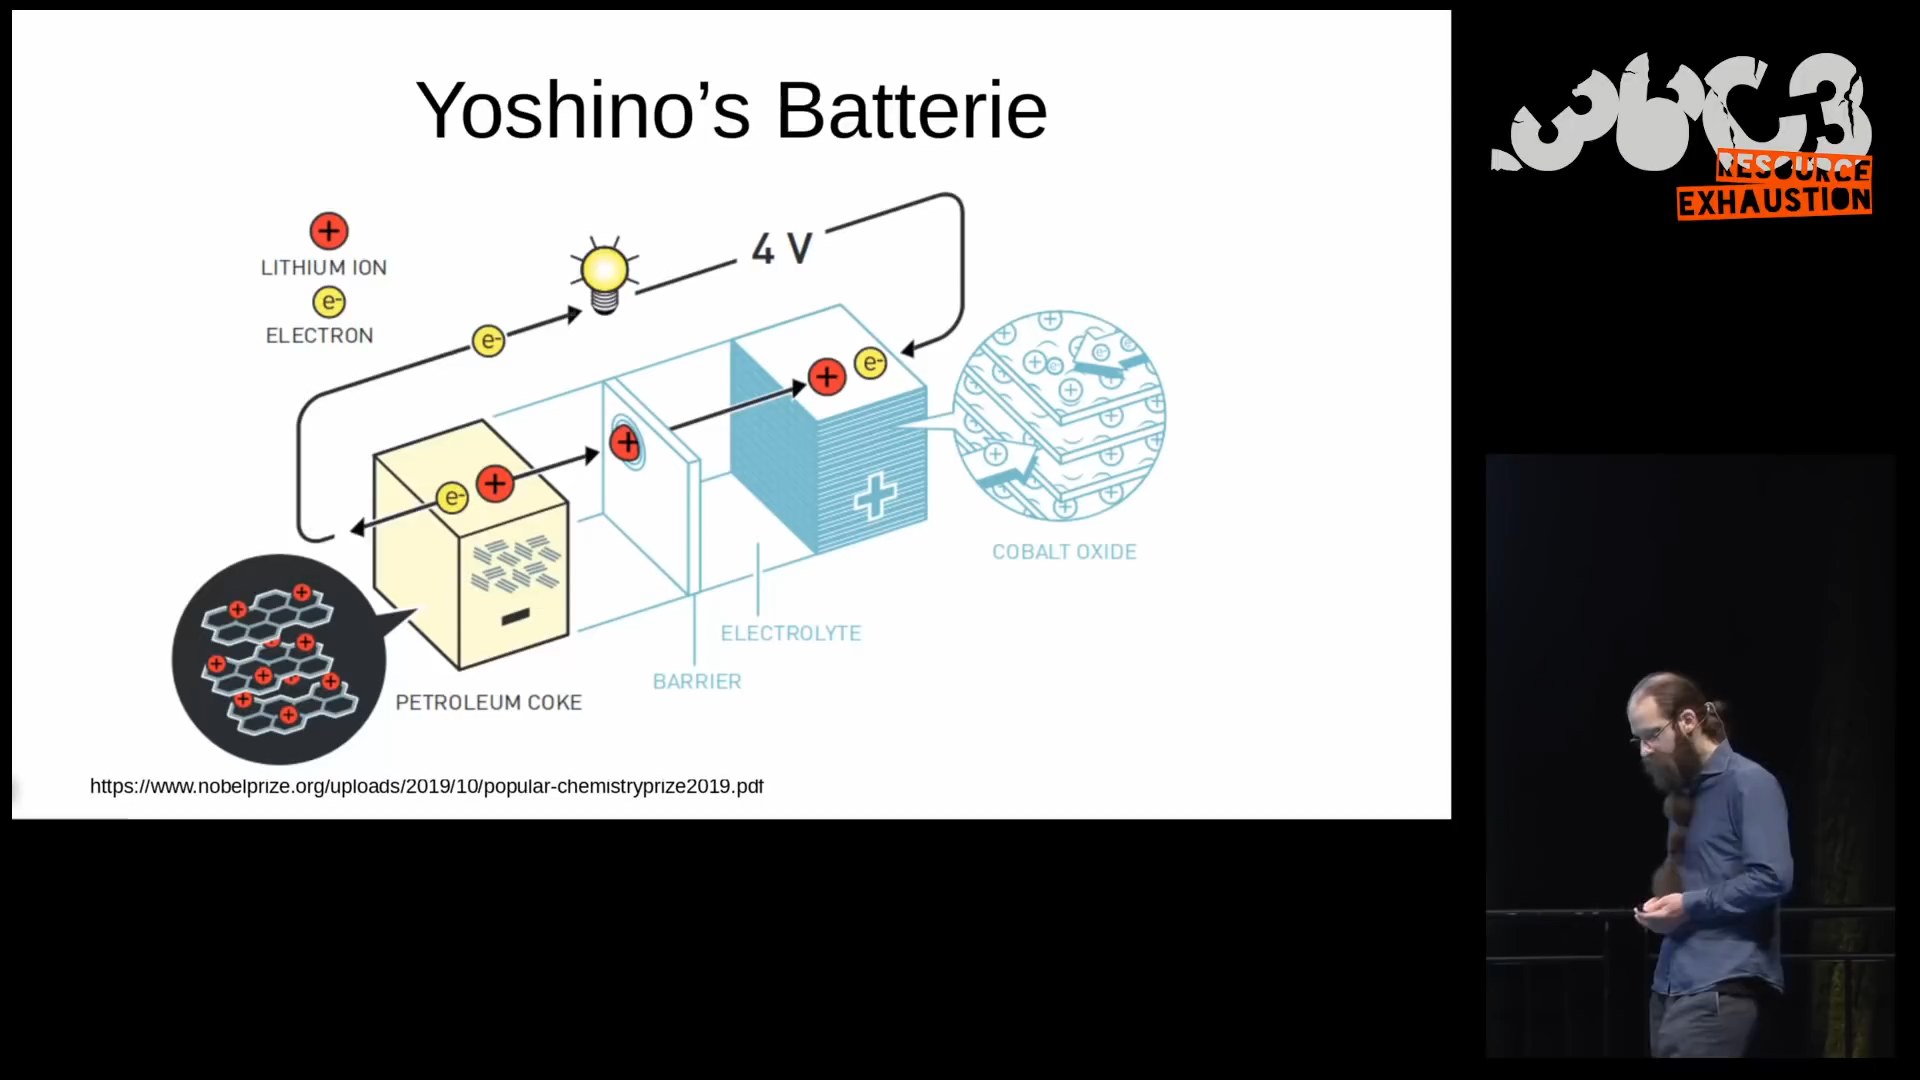 Yoshino’s Batterie
+
LITHIUM ION
e-
ELECTRON
e-
4 V
+
e-
+
e-
+
+
COBALT OXIDE
ELECTROLYTE
BARRIER
PETROLEUM COKE
https://www.nobelprize.org/uploads/2019/10/popular-chemistryprize2019.pdf
36C3
RESOURCE
EXHAUSTION